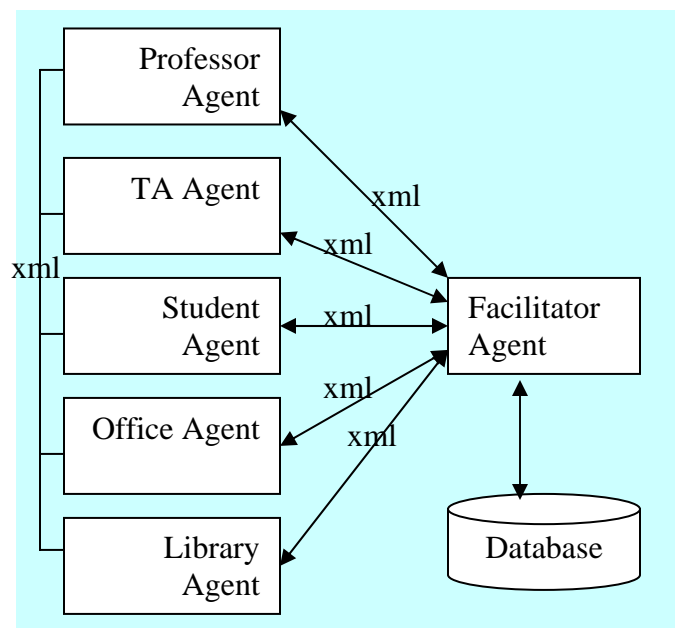 Professor
Agent
TA Agent
xml
xml
xml
Student
Agent
xml
Facilitator
Agent
Office Agent
xml
xml
Library
Agent
Database